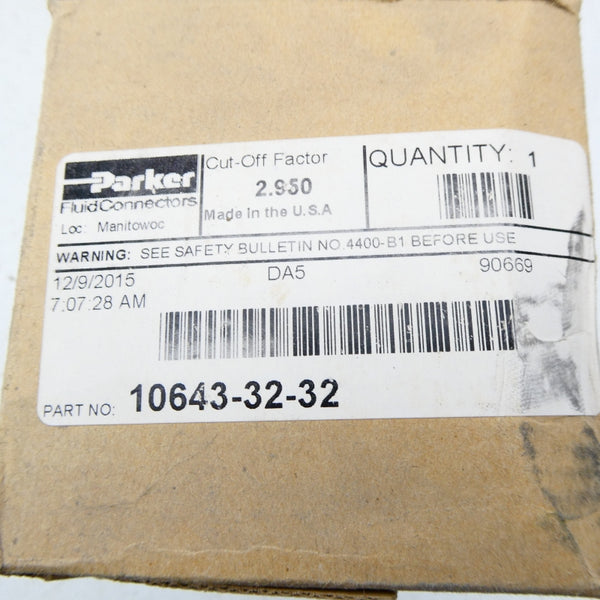 Parker
Fluid Connectors
Loc: Manitowoc
Cut-Off Factor
2.950
Made in the U.S.A
QUANTITY: 1
WARNING: SEE SAFETY BULLETIN NO.4400-B1 BEFORE USE
12/9/2015 DA5 90669
7:07:28 AM
PART NO: 10643-32-32